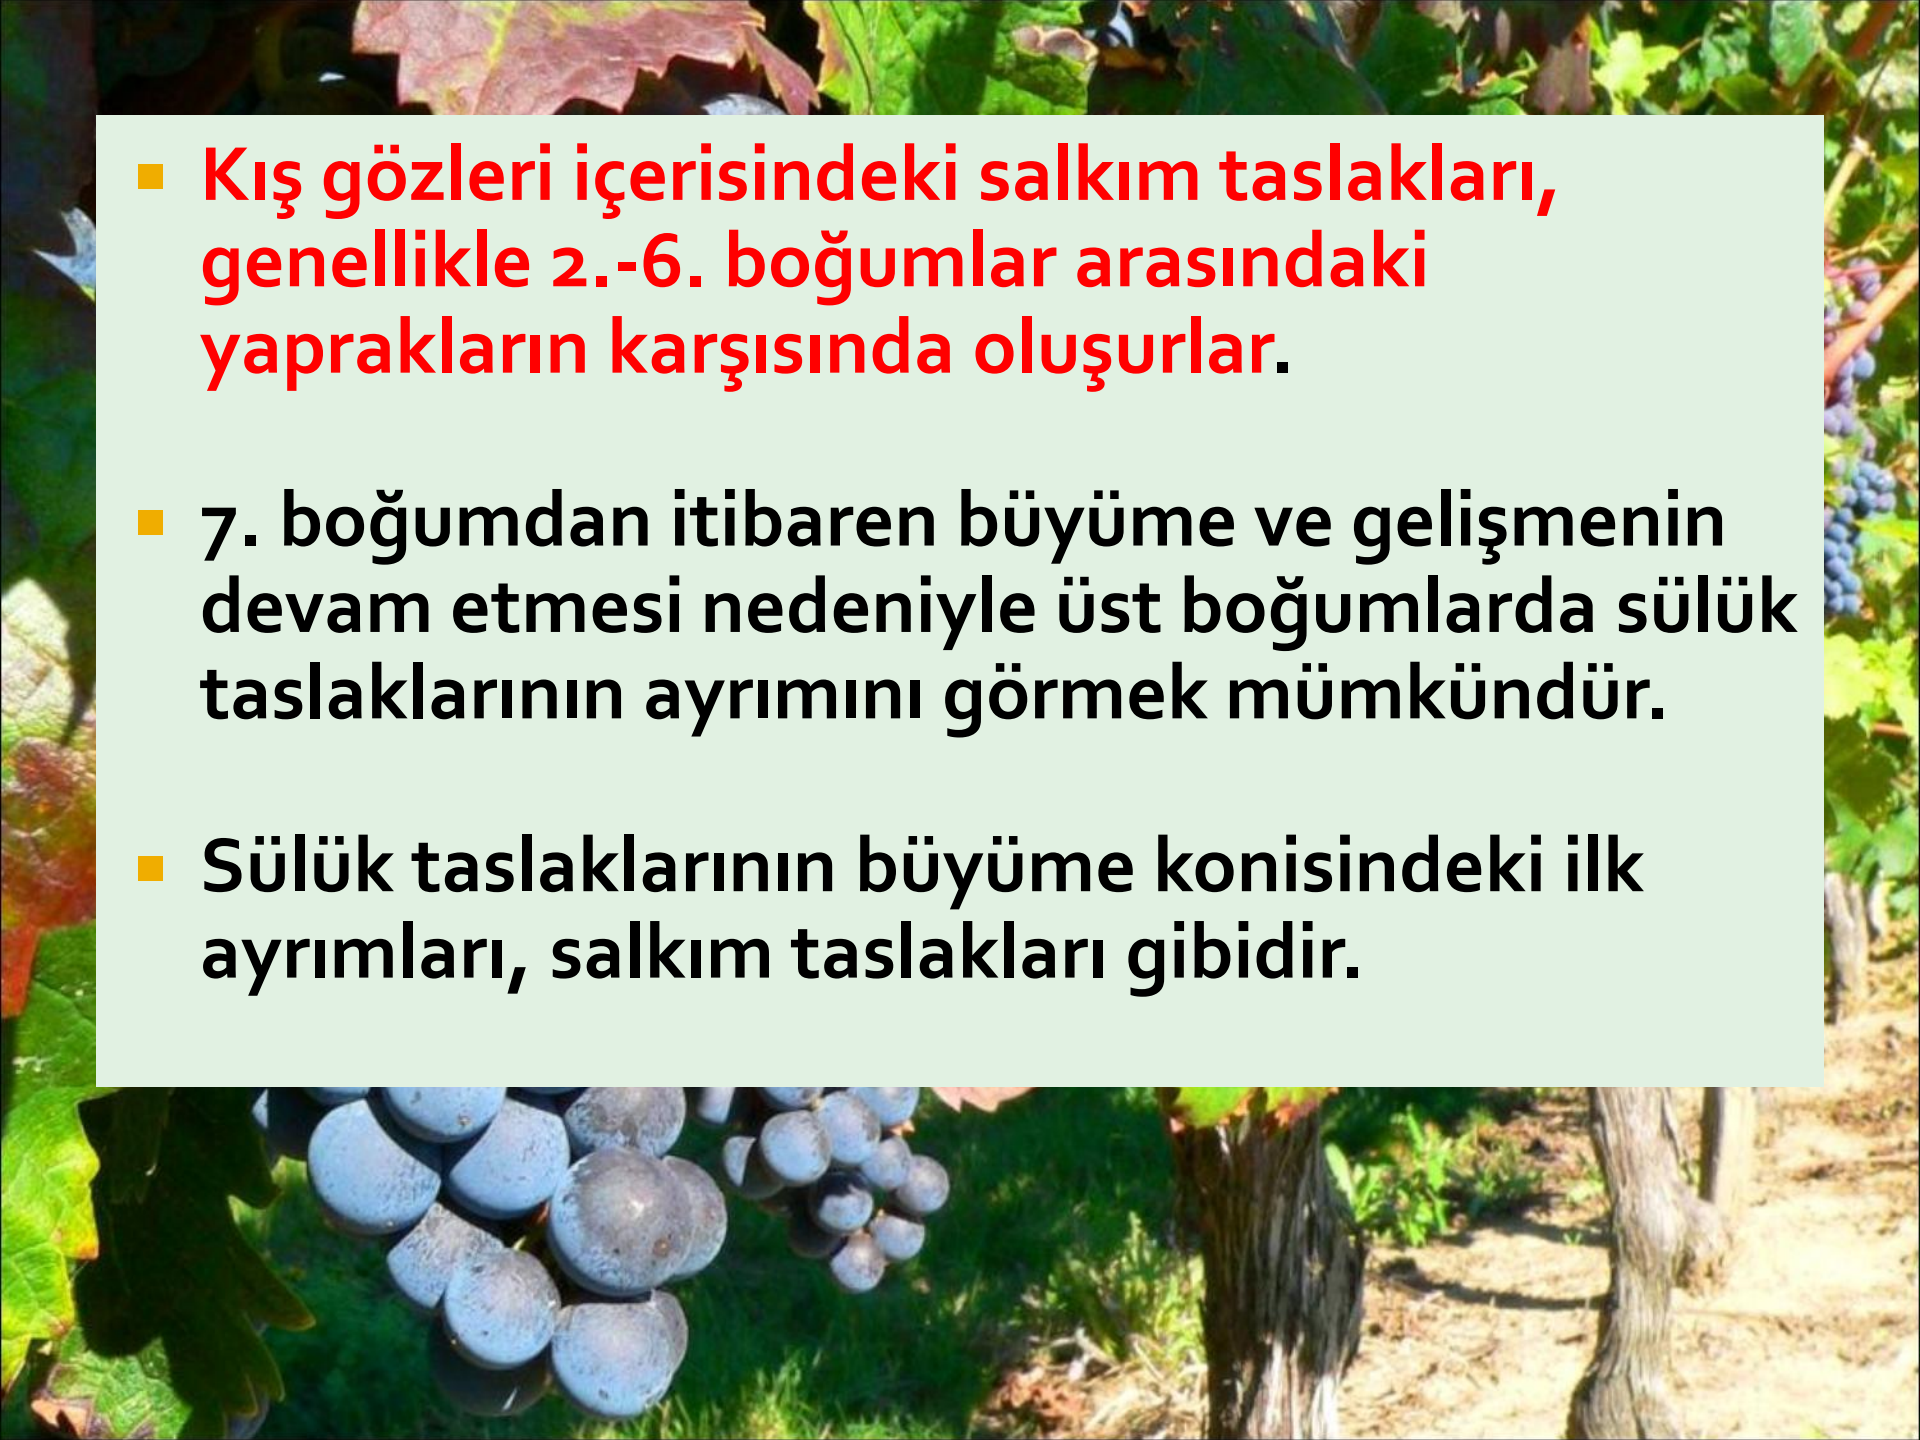 Kış gözleri içerisindeki salkım taslakları,
genellikle 2.-6. boğumlar arasındaki
yaprakların karşısında oluşurlar.
7. boğumdan itibaren büyüme ve gelişmenin
devam etmesi nedeniyle üst boğumlarda sülük
taslaklarının ayrımını görmek mümkündür.
Sülük taslaklarının büyüme konisindeki ilk
ayrımları, salkım taslakları gibidir.